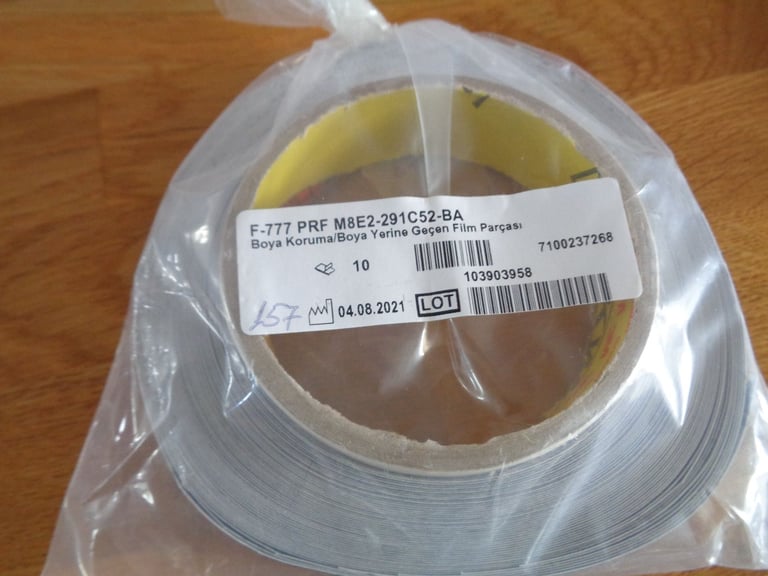 F-777 PRF M8E2-291C52-BA
Boya Koruma/Boya Yerine Geçen Film Parçası
10
7100237268
103903958
157
04.08.2021
LOT